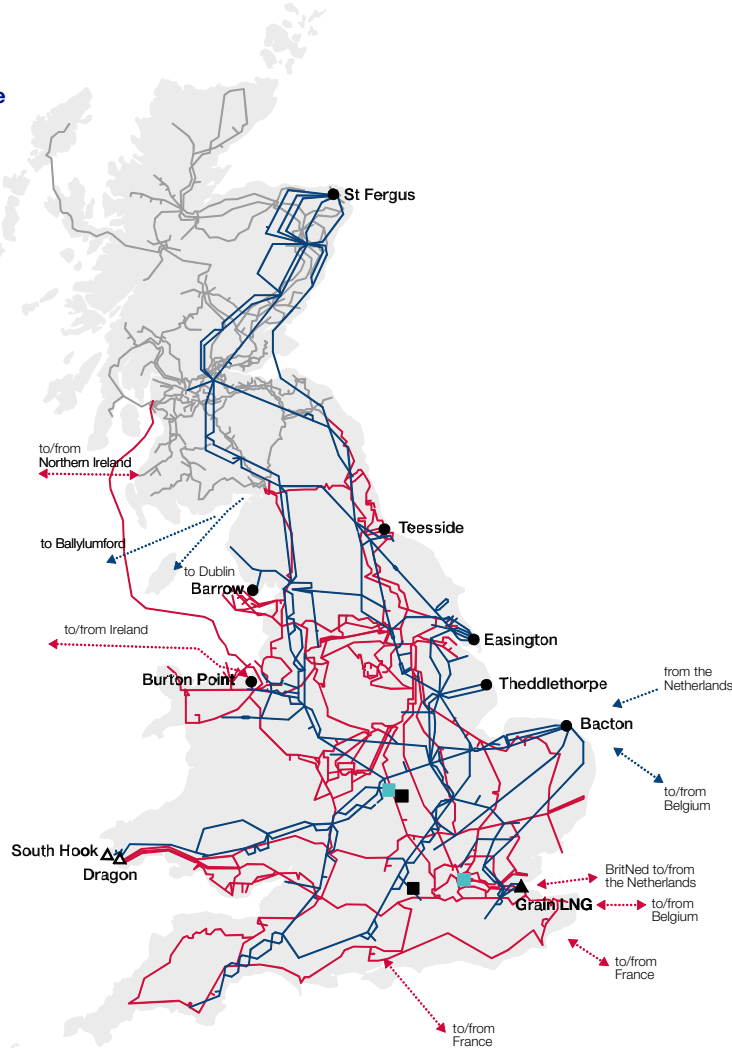 e
St Fergus
to/from
Northern Ireland
Teesside
to Ballylumford
to Dublin
Barrow
to/from Ireland
Easington
Burton Point
Theddlethorpe
from the
Netherlands
Bacton
to/from
Belgium
South Hook
Dragon
BritNed to/from
the Netherlands
Grain LNG
to/from
Belgium
to/from
France
to/from
France